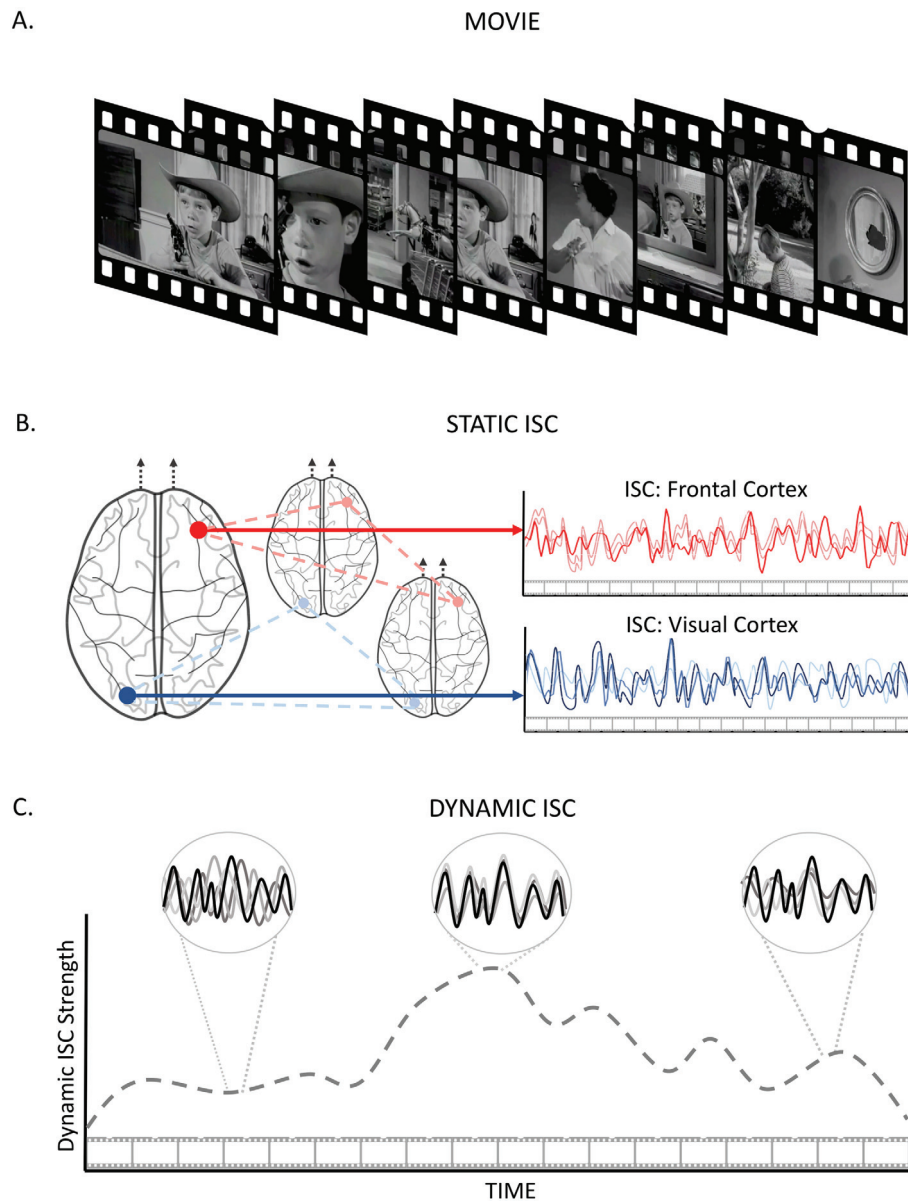 A.
MOVIE
B.
STATIC ISC
ISC: Frontal Cortex
ISC: Visual Cortex
C.
DYNAMIC ISC
Dynamic ISC Strength
TIME